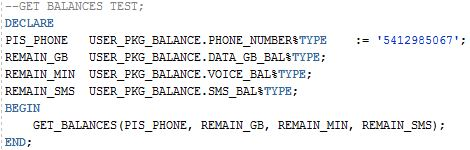 --GET BALANCES TEST;
DECLARE
PIS_PHONE USER_PKG_BALANCE.PHONE_NUMBER%TYPE := '5412985067';
REMAIN_GB USER_PKG_BALANCE.DATA_GB_BAL%TYPE;
REMAIN_MIN USER_PKG_BALANCE.VOICE_BAL%TYPE;
REMAIN_SMS USER_PKG_BALANCE.SMS_BAL%TYPE;
BEGIN
GET_BALANCES(PIS_PHONE, REMAIN_GB, REMAIN_MIN, REMAIN_SMS);
END;